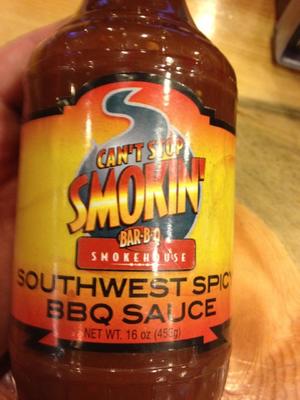 CAN'T STOP
SMOKIN'
BAR-B-Q
SMOKEHOUSE
SOUTHWEST SPICY
BBQ SAUCE
NET WT. 16 oz (453g)